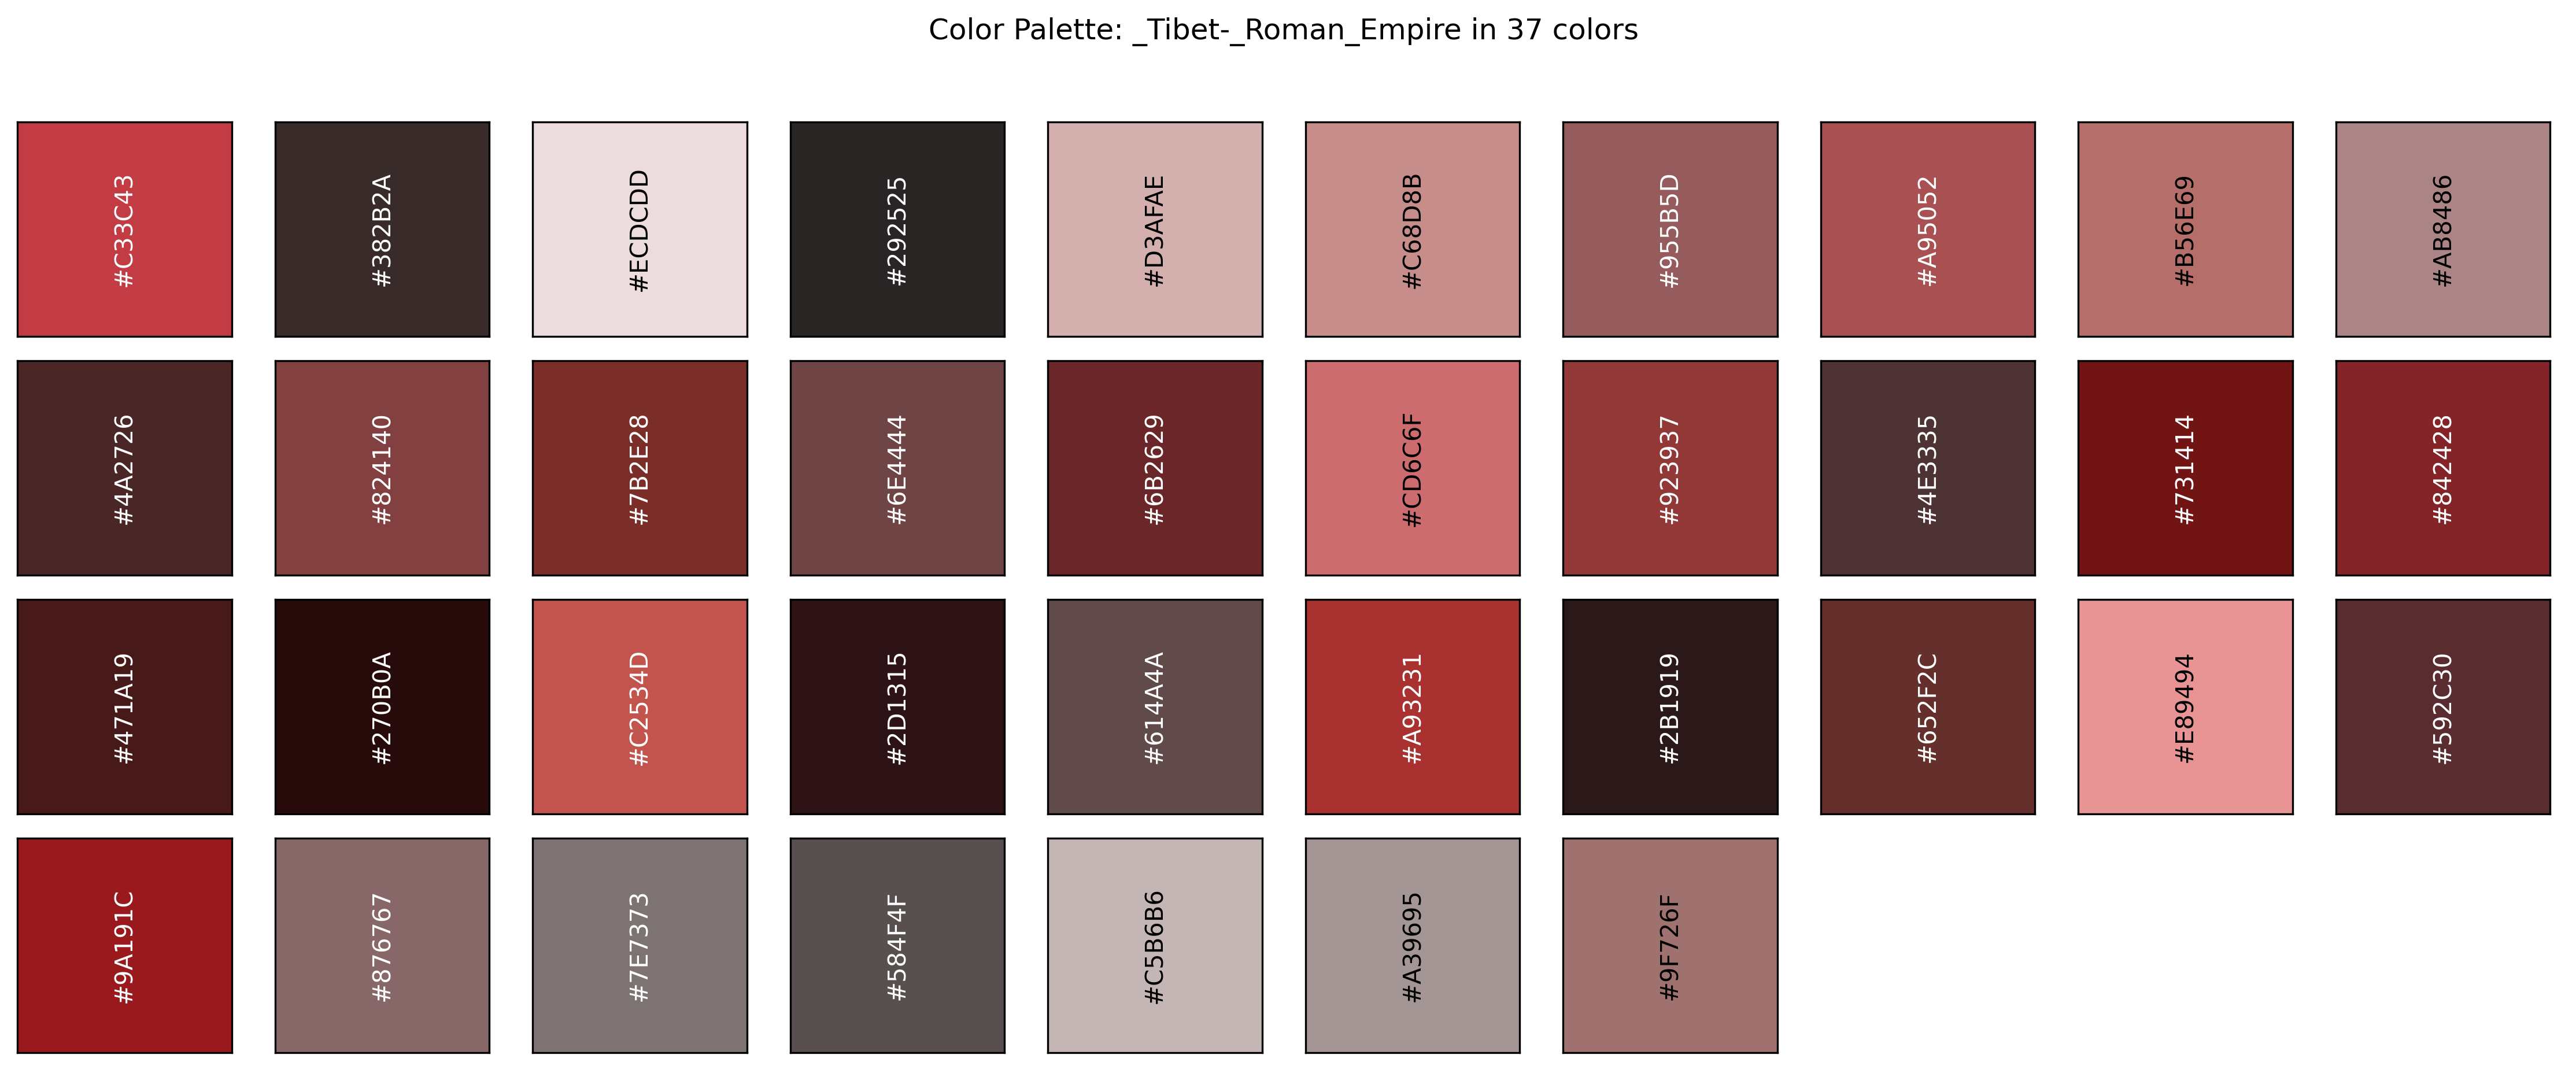 Color Palette: _Tibet-_Roman_Empire in 37 colors
#C33C43
#382B2A
#ECDCDD
#292525
#D3AFAE
#C68D8B
#955B5D
#A95052
#B56E69
#AB8486
#4A2726
#824140
#7B2E28
#6E4444
#6B2629
#CD6C6F
#923937
#4E3335
#731414
#842428
#471A19
#270B0A
#C2534D
#2D1315
#614A4A
#A93231
#2B1919
#652F2C
#E89494
#592C30
#9A191C
#876767
#7E7373
#584F4F
#C5B6B6
#A39695
#9F726F